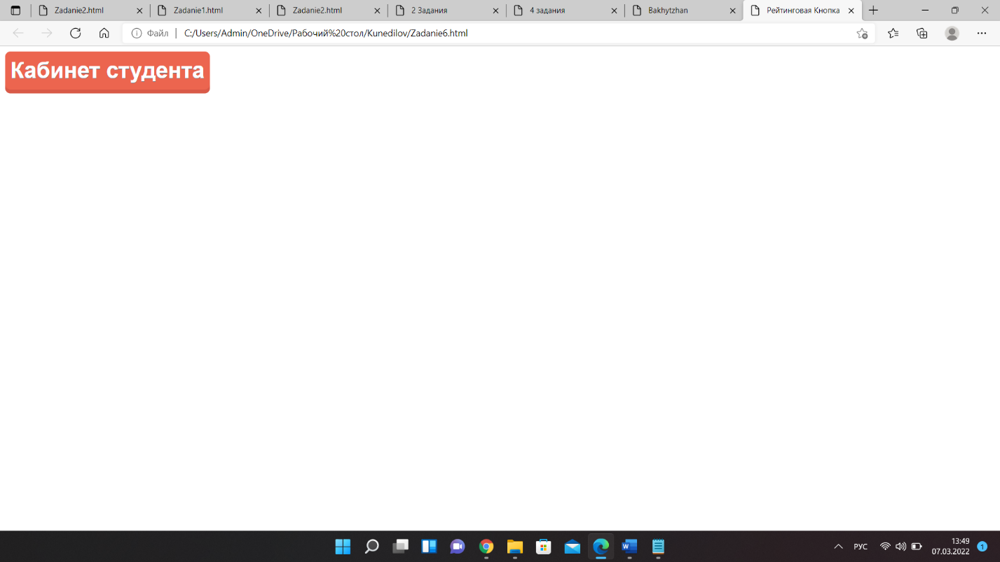 Zadanie2.html
Zadanie1.html
Zadanie2.html
2 Задания
4 задания
Bakhytzhan
Рейтинговая Кнопка
Файл | C:/Users/Admin/OneDrive/Рабочий%20стол/Kunedilov/Zadanie6.html
Кабинет студента
W
РУС
13:49
07.03.2022
1